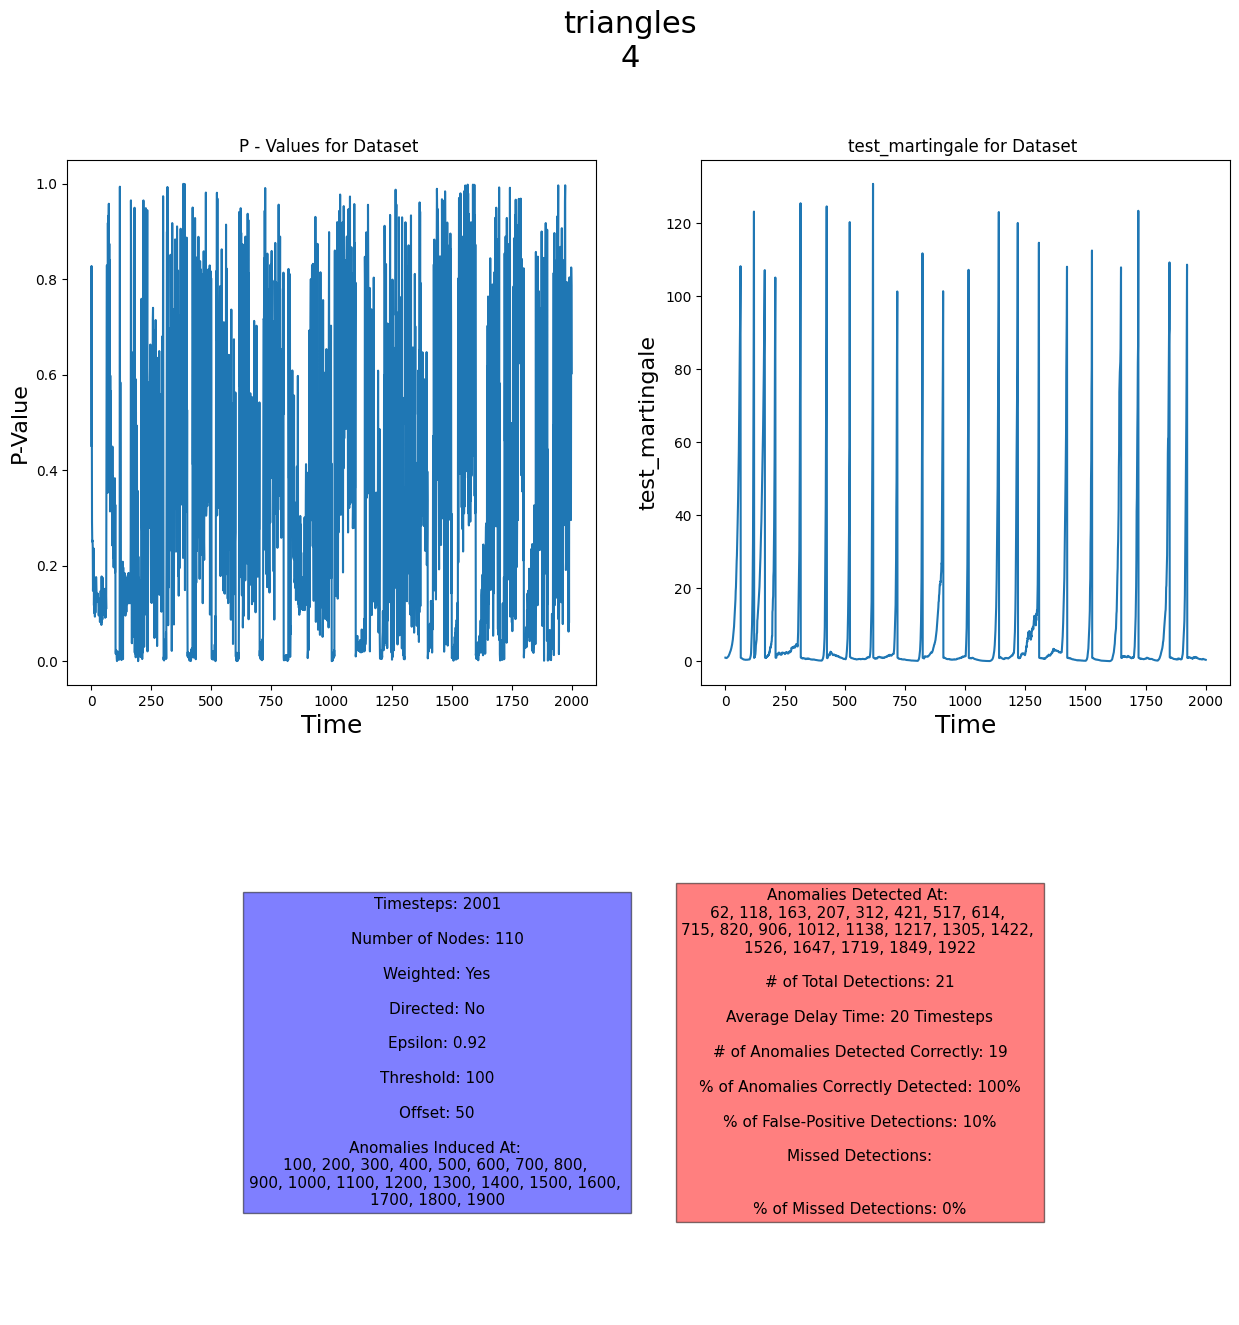 triangles
4
P - Values for Dataset
1.0
0.8
0.6
0.4
0.2
0.0
P-Value
0
250
500
750
1000
1250
1500
1750
2000
Time
test_martingale for Dataset
120
100
80
60
40
20
0
test_martingale
0
250
500
750
1000
1250
1500
1750
2000
Time
Timesteps: 2001
Number of Nodes: 110
Weighted: Yes
Directed: No
Epsilon: 0.92
Threshold: 100
Offset: 50
Anomalies Induced At:
100, 200, 300, 400, 500, 600, 700, 800,
900, 1000, 1100, 1200, 1300, 1400, 1500, 1600,
1700, 1800, 1900
Anomalies Detected At:
62, 118, 163, 207, 312, 421, 517, 614,
715, 820, 906, 1012, 1138, 1217, 1305, 1422,
1526, 1647, 1719, 1849, 1922
# of Total Detections: 21
Average Delay Time: 20 Timesteps
# of Anomalies Detected Correctly: 19
% of Anomalies Correctly Detected: 100%
% of False-Positive Detections: 10%
Missed Detections:
% of Missed Detections: 0%